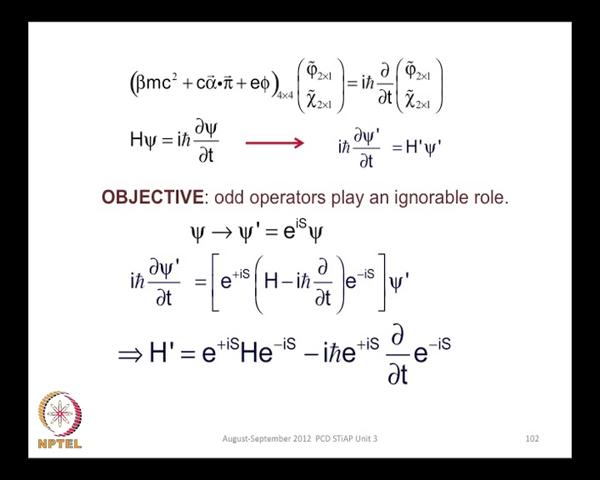 (βmc² + cα⃗•π⃗ + eϕ)₄ₓ₄ (φ̃₂ₓ₁ χ̃₂ₓ₁) = iℏ ∂/∂t (φ̃₂ₓ₁ χ̃₂ₓ₁)
Hψ = iℏ ∂ψ/∂t → iℏ ∂ψ'/∂t = H'ψ'
OBJECTIVE: odd operators play an ignorable role.
ψ → ψ' = e^{iS}ψ
iℏ ∂ψ'/∂t = [e^{+iS}(H − iℏ ∂/∂t)e^{−iS}]ψ'
⇒ H' = e^{+iS}He^{−iS} − iℏe^{+iS} ∂/∂t e^{−iS}
NPTEL
August-September 2012 PCD STiAP Unit 3
102